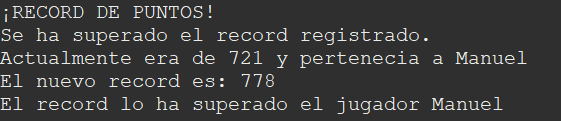 ¡RECORD DE PUNTOS!
Se ha superado el record registrado.
Actualmente era de 721 y pertenecia a Manuel
El nuevo record es: 778
El record lo ha superado el jugador Manuel